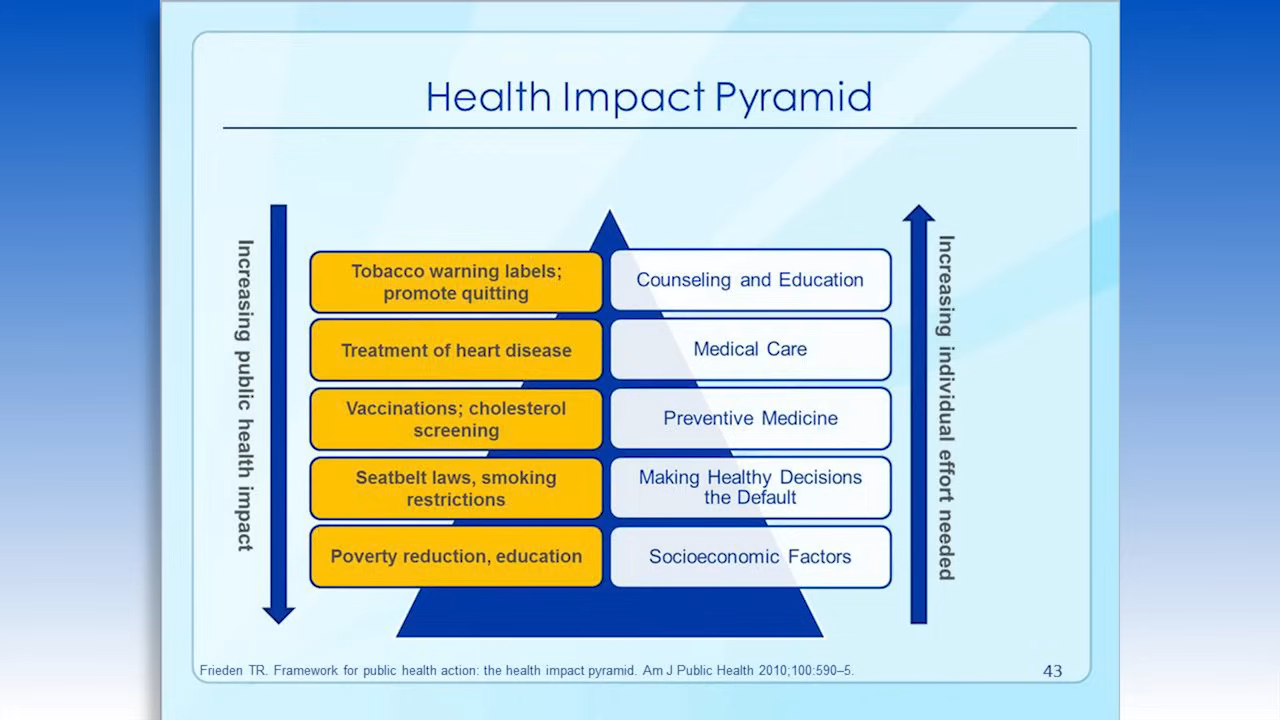 Health Impact Pyramid
Increasing public health impact
Tobacco warning labels;
promote quitting
Counseling and Education
Treatment of heart disease
Medical Care
Vaccinations; cholesterol
screening
Preventive Medicine
Seatbelt laws, smoking
restrictions
Making Healthy Decisions
the Default
Poverty reduction, education
Socioeconomic Factors
Increasing individual effort needed
Frieden TR. Framework for public health action: the health impact pyramid. Am J Public Health 2010;100:590–5.
43